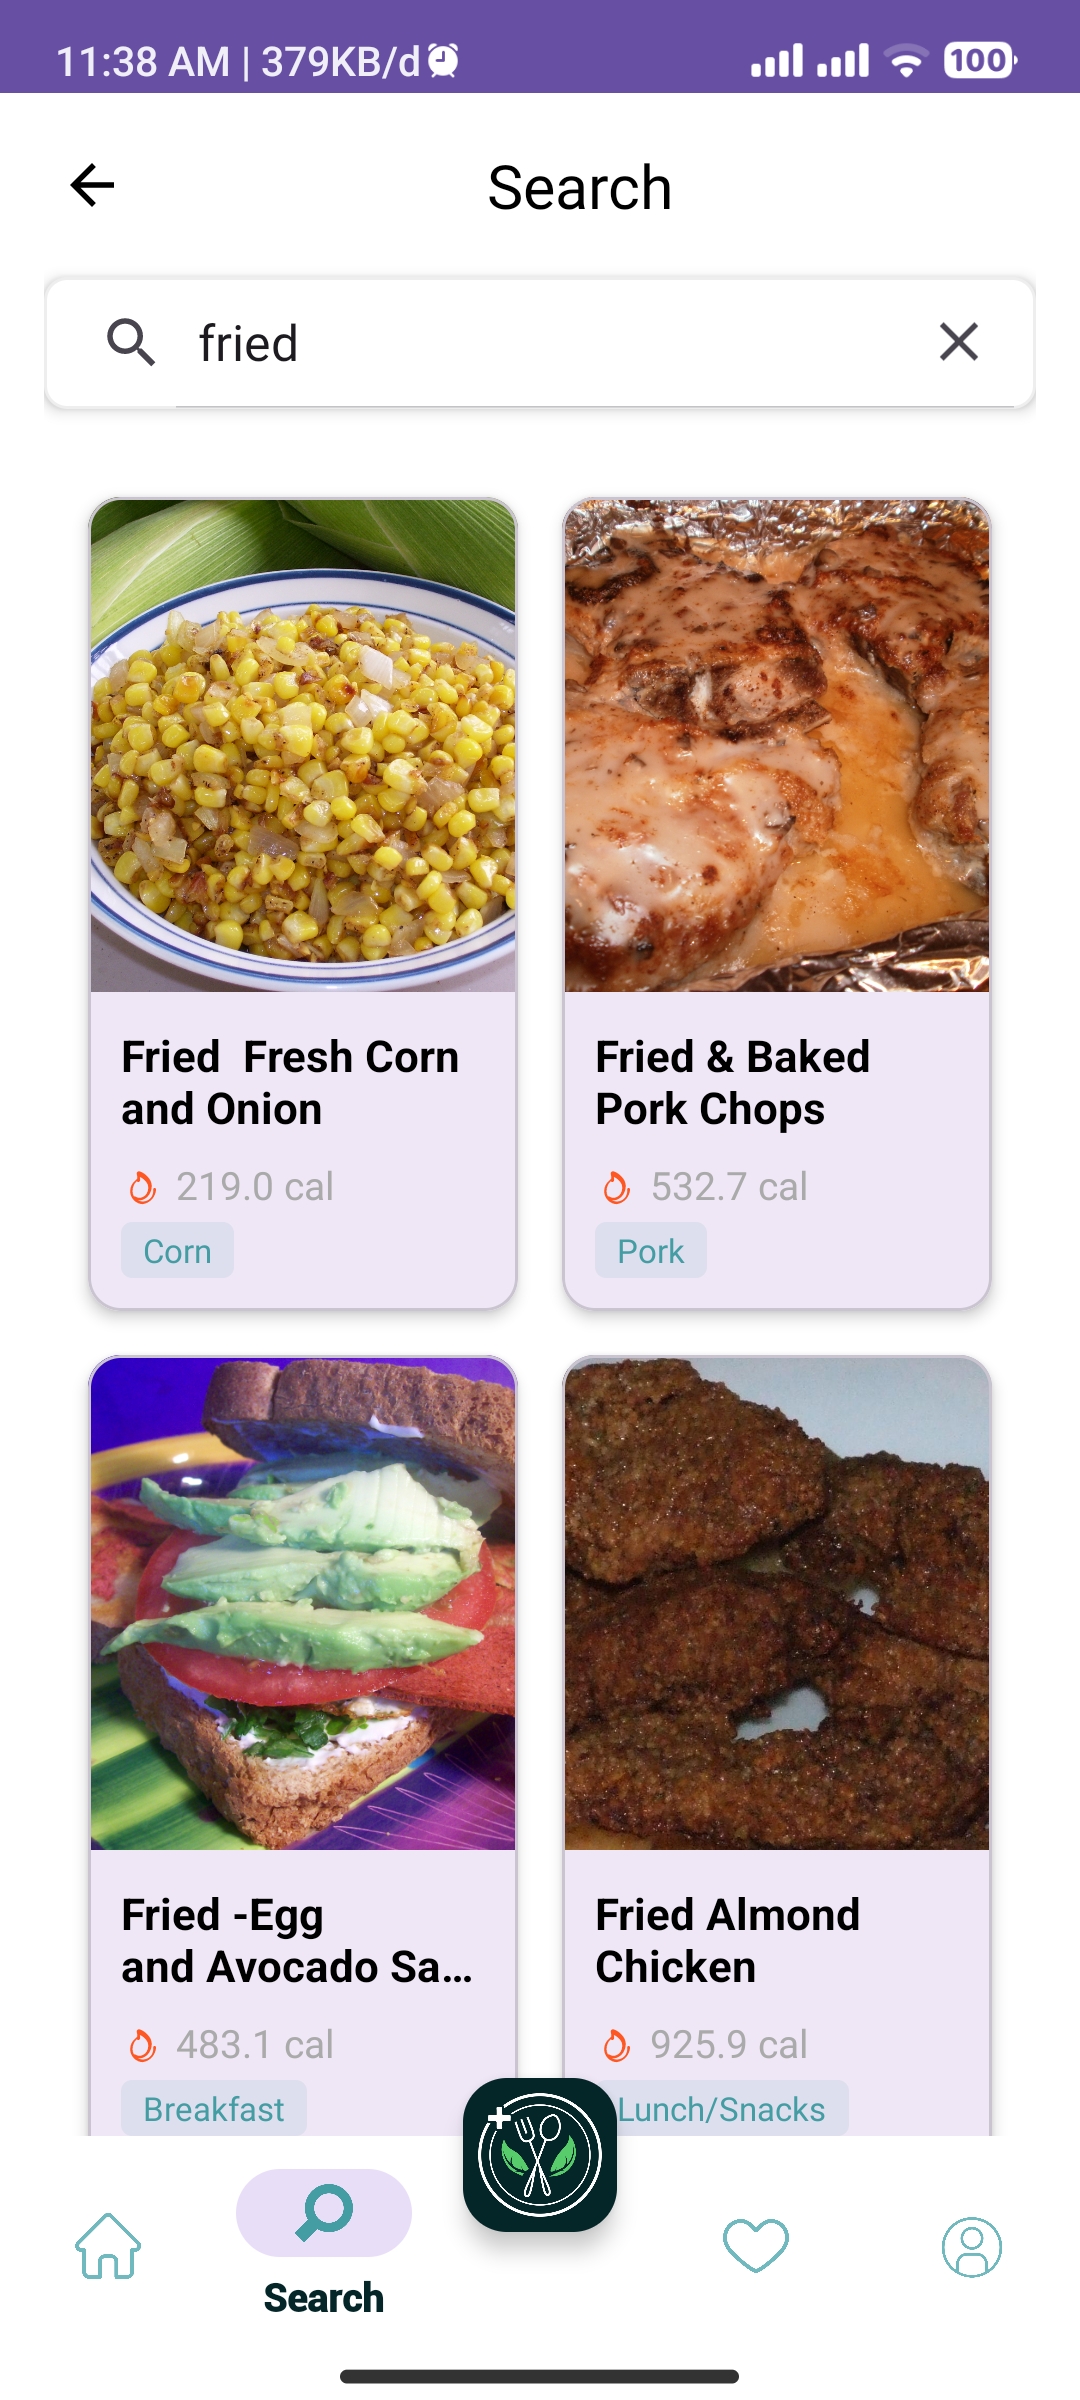 11:38 AM | 379KB/d
100
Search
fried
Fried  Fresh Corn
and Onion
219.0 cal
Corn
Fried & Baked
Pork Chops
532.7 cal
Pork
Fried -Egg
and Avocado Sa...
483.1 cal
Breakfast
Fried Almond
Chicken
925.9 cal
Lunch/Snacks
Search